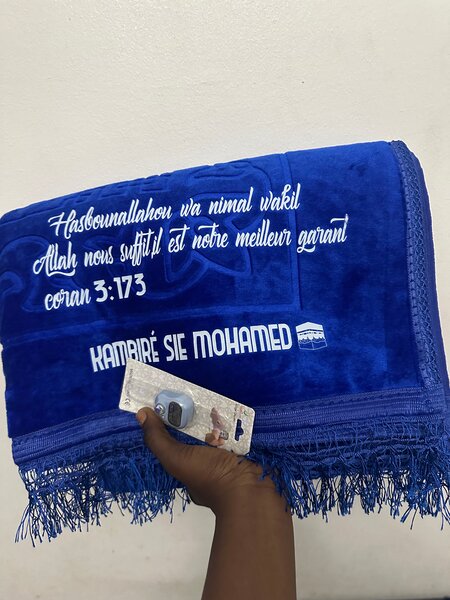 Hasbounallahou wa nimal wakil
Allah nous suffit,il est notre meilleur garant
coran 3:173
KAMBIRÉ SIE MOHAMED